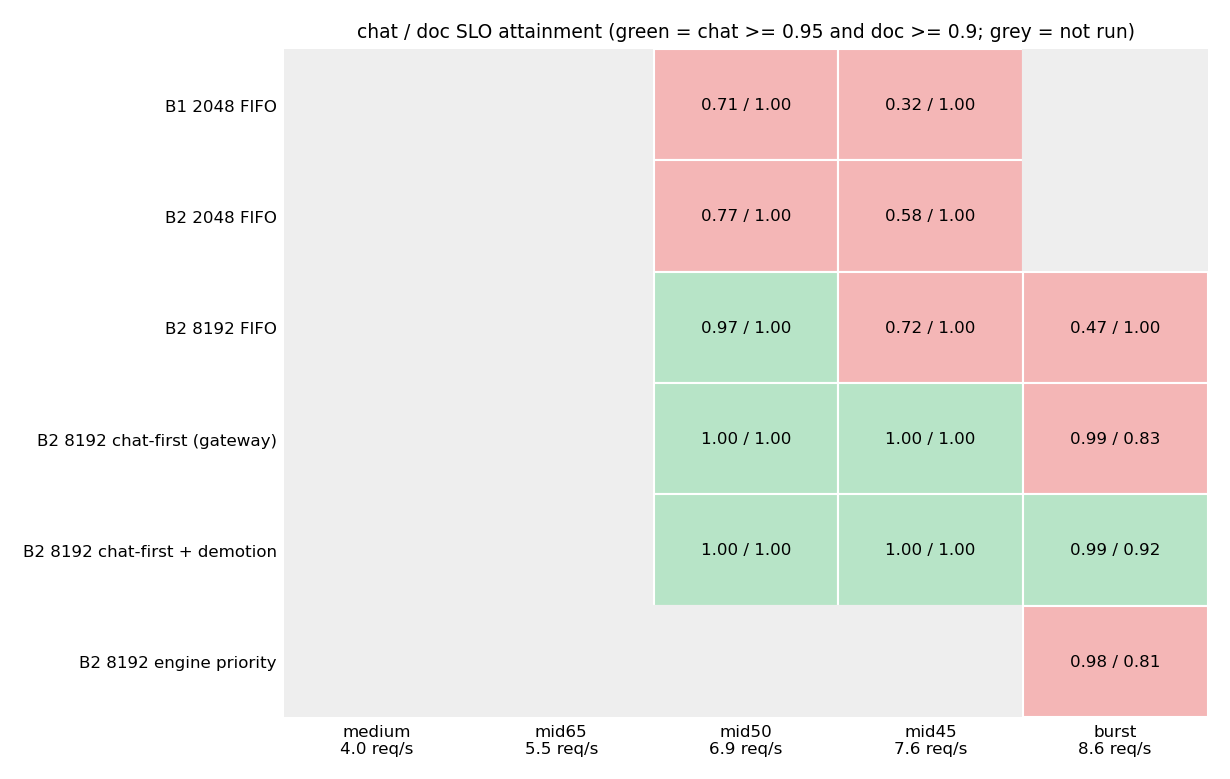 chat / doc SLO attainment (green = chat >= 0.95 and doc >= 0.9; grey = not run)
B1 2048 FIFO
0.71 / 1.00
0.32 / 1.00
B2 2048 FIFO
0.77 / 1.00
0.58 / 1.00
B2 8192 FIFO
0.97 / 1.00
0.72 / 1.00
0.47 / 1.00
B2 8192 chat-first (gateway)
1.00 / 1.00
1.00 / 1.00
0.99 / 0.83
B2 8192 chat-first + demotion
1.00 / 1.00
1.00 / 1.00
0.99 / 0.92
B2 8192 engine priority
0.98 / 0.81
medium
4.0 req/s
mid65
5.5 req/s
mid50
6.9 req/s
mid45
7.6 req/s
burst
8.6 req/s